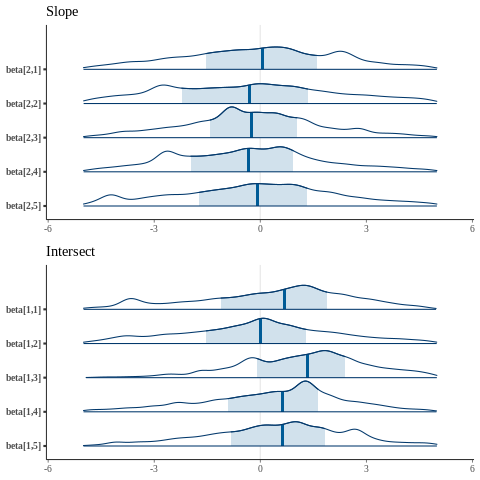 Slope
beta[2,1]
beta[2,2]
beta[2,3]
beta[2,4]
beta[2,5]
-6 -3 0 3 6
Intersect
beta[1,1]
beta[1,2]
beta[1,3]
beta[1,4]
beta[1,5]
-6 -3 0 3 6